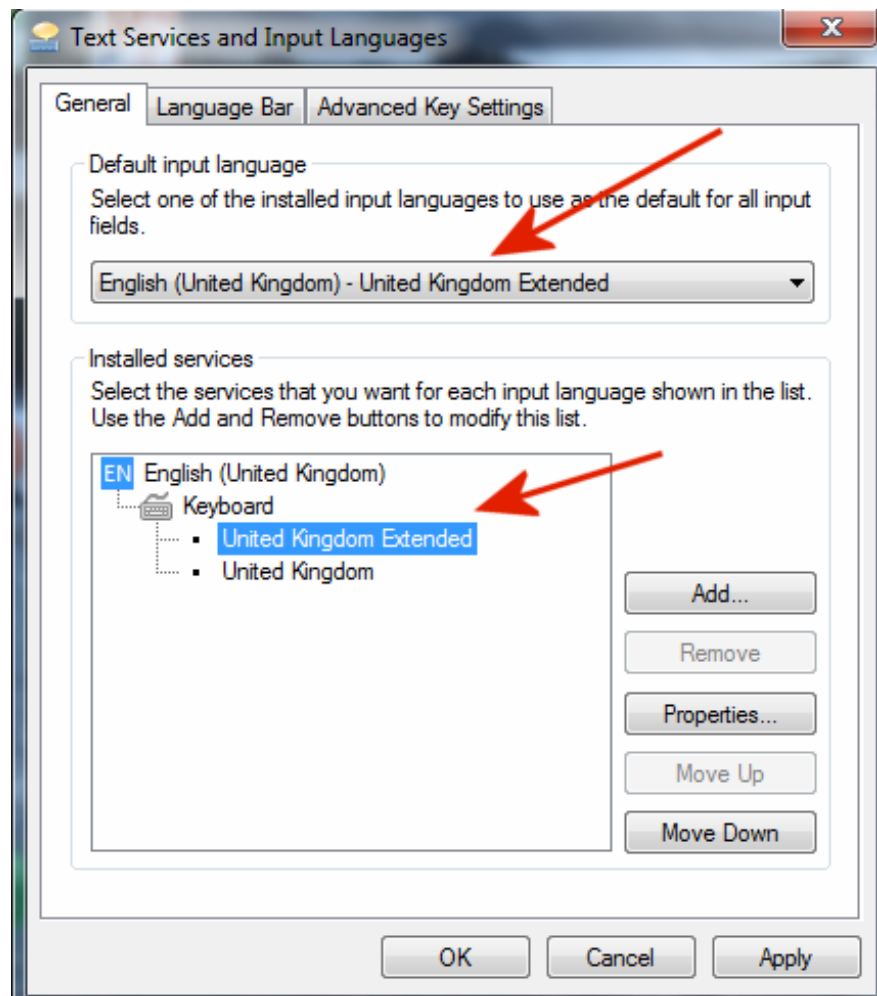 Text Services and Input Languages
General Language Bar Advanced Key Settings
Default input language
Select one of the installed input languages to use as the default for all input
fields.
English (United Kingdom) - United Kingdom Extended
Installed services
Select the services that you want for each input language shown in the list.
Use the Add and Remove buttons to modify this list.
EN English (United Kingdom)
Keyboard
United Kingdom Extended
United Kingdom
Add...
Remove
Properties...
Move Up
Move Down
OK Cancel Apply